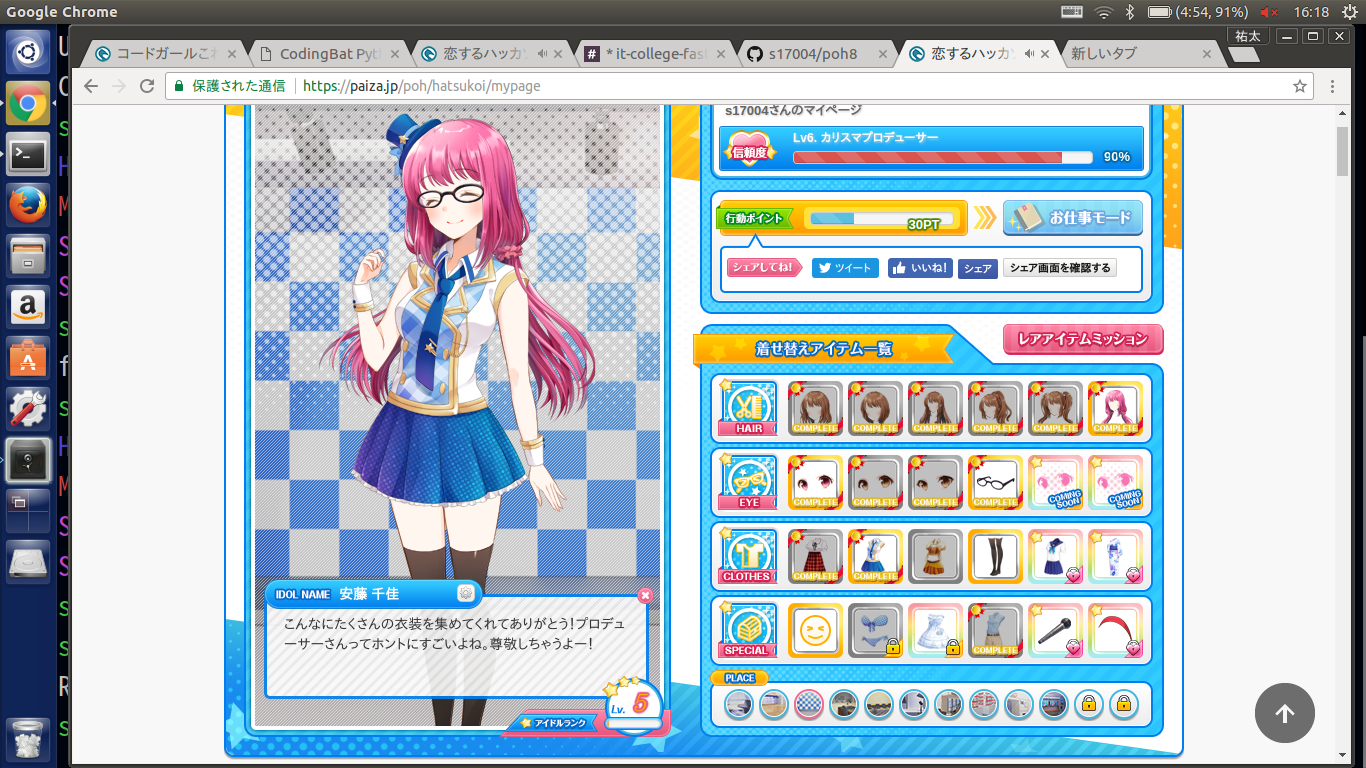 Google Chrome
(4:54, 91%)
16:18
コードガールこれ
CodingBat Pyt
恋するハッカソ
* it-college-fas
s17004/poh8
恋するハッカソ
新しいタブ
祐太
保護された通信
https://paiza.jp/poh/hatsukoi/mypage
s17004さんのマイページ
信頼度
Lv6. カリスマプロデューサー
90%
行動ポイント
30PT
お仕事モード
シェアしてね!
ツイート
いいね!
シェア
シェア画面を確認する
着せ替えアイテム一覧
レアアイテムミッション
HAIR
COMPLETE
COMPLETE
COMPLETE
COMPLETE
COMPLETE
COMPLETE
EYE
COMPLETE
COMPLETE
COMPLETE
COMPLETE
COMING SOON
COMING SOON
CLOTHES
COMPLETE
COMPLETE
SPECIAL
COMPLETE
PLACE
IDOL NAME 安藤 千佳
こんなにたくさんの衣装を集めてくれてありがとう!プロデュ
ーサーさんってホントにすごいよね。尊敬しちゃうよー!
アイドルランク
Lv. 5